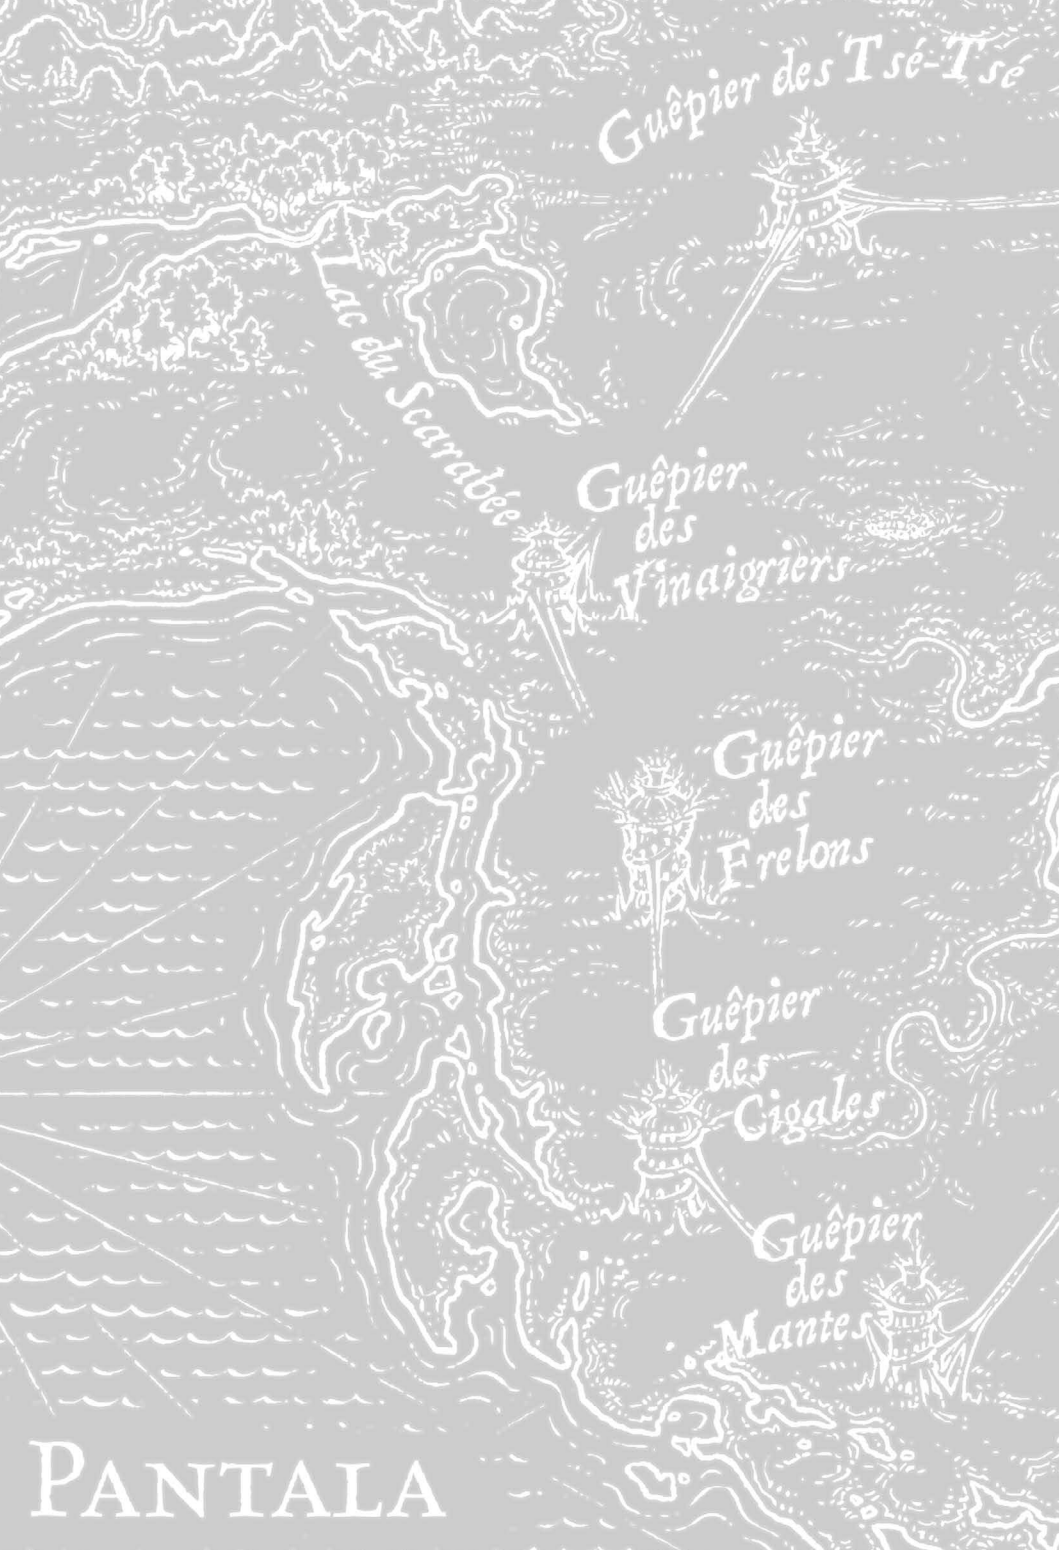 Guêpier des Tsé-Tsé
Lac du Scarabée
Guêpier
des
Vinaigriers
Guêpier
des
Frelons
Guêpier
des
Cigales
Guêpier
des
Mantes
PANTALA